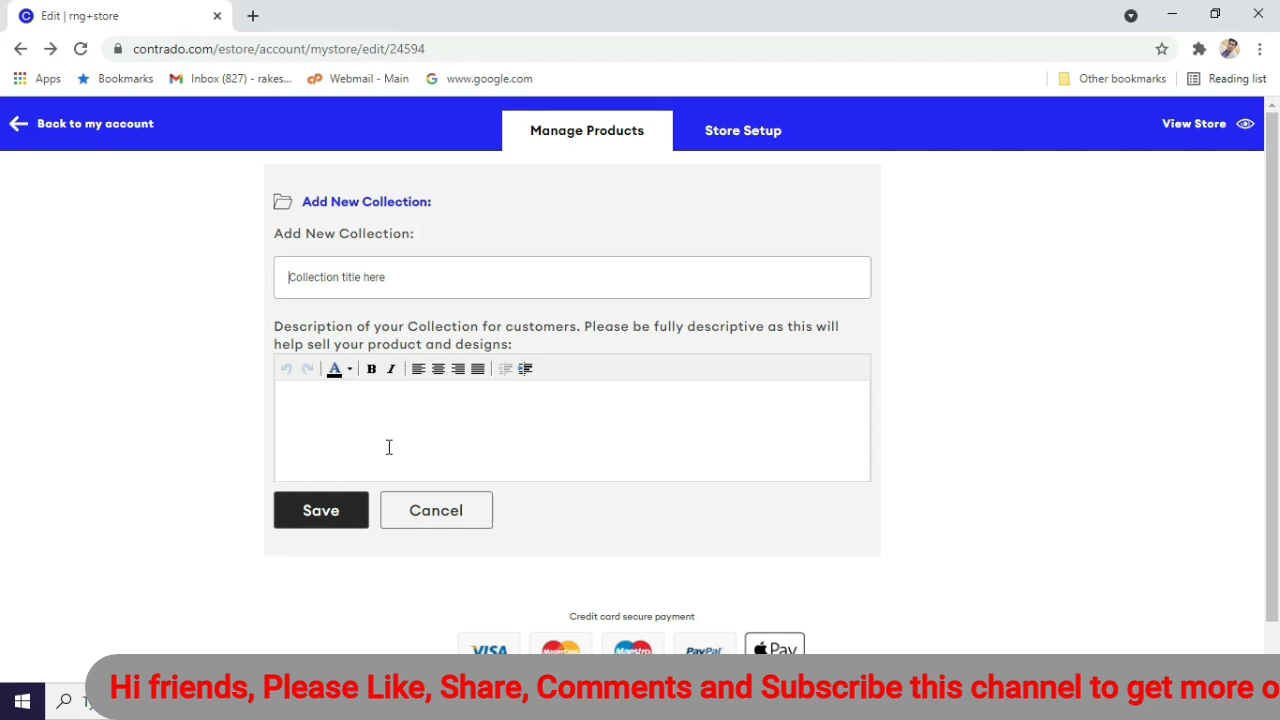 Edit | rng+store
contrado.com/estore/account/mystore/edit/24594
Apps
Bookmarks
Inbox (827) - rakes...
Webmail - Main
www.google.com
Other bookmarks
Reading list
Back to my account
Manage Products
Store Setup
View Store
Add New Collection:
Add New Collection:
Collection title here
Description of your Collection for customers. Please be fully descriptive as this will
help sell your product and designs:
A
B
I
Save
Cancel
Credit card secure payment
VISA
MasterCard
Maestro
PayPal
Pay
Hi friends, Please Like, Share, Comments and Subscribe this channel to get more o